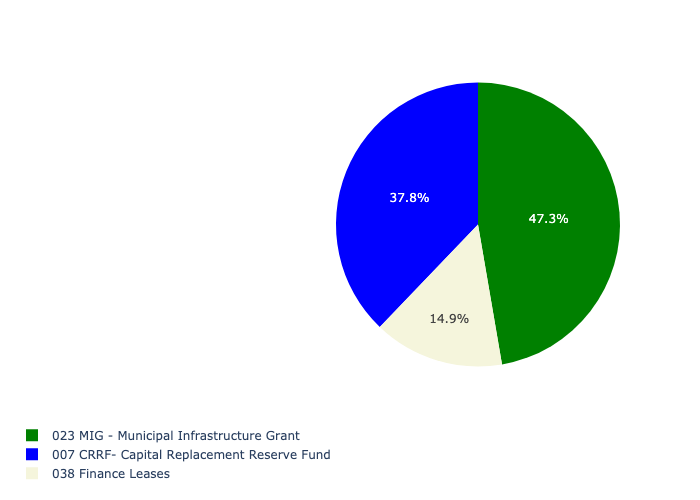 37.8%
47.3%
14.9%
023 MIG - Municipal Infrastructure Grant
007 CRRF- Capital Replacement Reserve Fund
038 Finance Leases